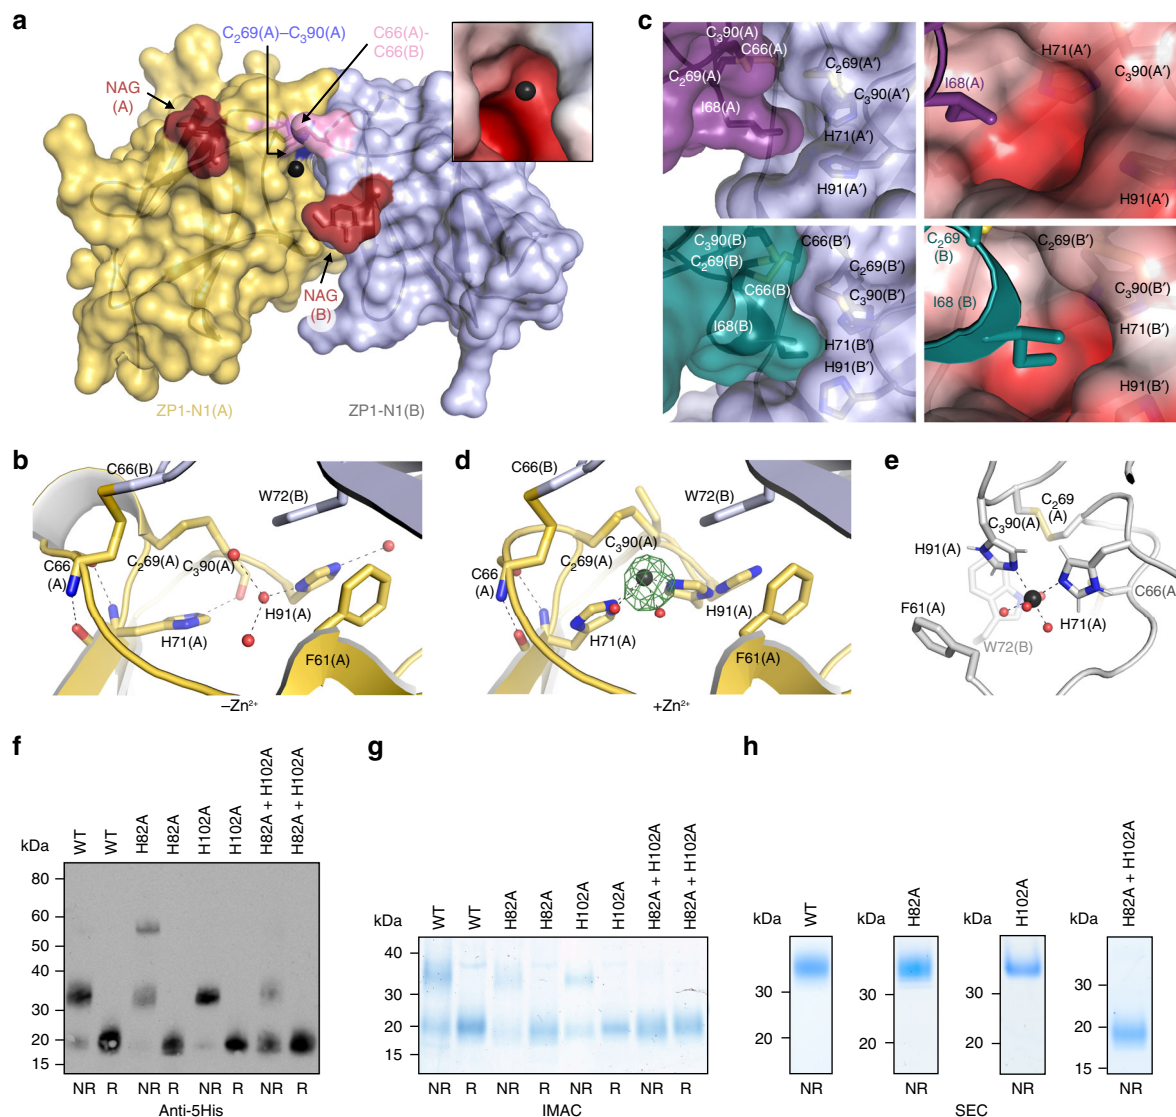 a
C₂69(A)–C₃90(A)
C66(A)-
C66(B)
NAG
(A)
NAG
(B)
ZP1-N1(A)
ZP1-N1(B)
c
C₃90(A)
C66(A)
C₂69(A)
I68(A)
C₂69(A′)
H71(A′)
H91(A′)
H71(A′)
C₃90(A′)
I68(A)
H91(A′)
C₃90(B)
C₂69(B)
C66(B′)
C₂69(B′)
C66(B)
C₃90(B′)
I68(B)
H71(B′)
H91(B′)
C₂69
(B)
C₂69(B′)
C₃90(B′)
I68 (B)
H71(B′)
H91(B′)
b
C66(B)
W72(B)
C66
(A)
C₂69(A)
C₃90(A)
H91(A)
H71(A)
F61(A)
–Zn²⁺
d
C66(B)
W72(B)
C₃90(A)
C66
(A)
C₂69(A)
H91(A)
H71(A)
F61(A)
+Zn²⁺
e
C₂69
(A)
C₃90(A)
H91(A)
C66(A)
F61(A)
H71(A)
W72(B)
f
WT
WT
H82A
H82A
H102A
H102A
H82A + H102A
H82A + H102A
kDa
80
60
50
40
30
20
15
NR
R
NR
R
NR
R
NR
R
Anti-5His
g
WT
WT
H82A
H82A
H102A
H102A
H82A + H102A
H82A + H102A
kDa
40
30
20
15
NR
R
NR
R
NR
R
NR
R
IMAC
h
kDa
WT
30
20
NR
kDa
H82A
30
20
NR
kDa
H102A
30
20
NR
kDa
H82A + H102A
40
30
20
15
NR
SEC